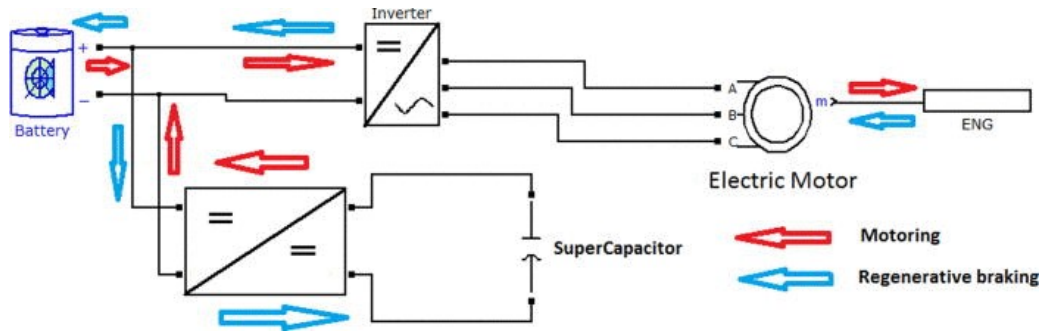 Inverter
+
−
Battery
A
B
C
m
ENG
Electric Motor
SuperCapacitor
Motoring
Regenerative braking